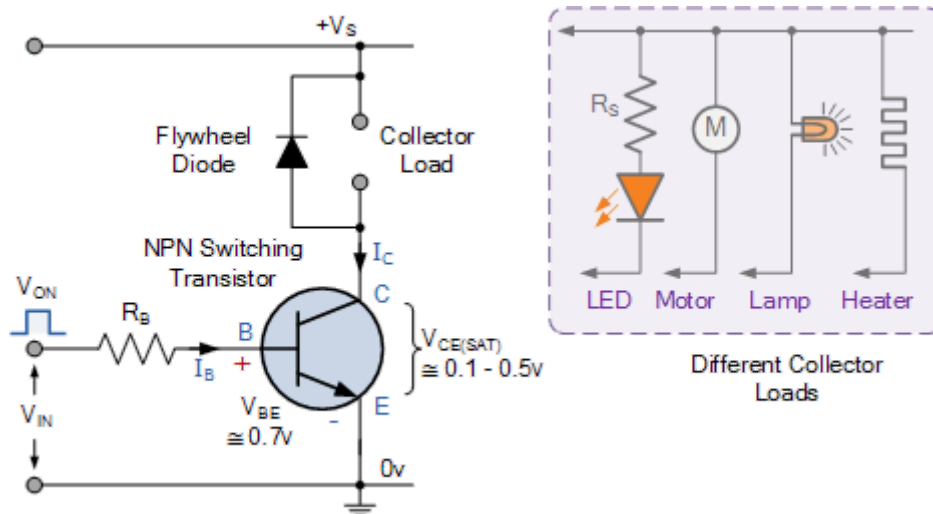 +VS
Flywheel
Diode
Collector
Load
NPN Switching
Transistor
IC
C
VON
RB
B
IB
+
VCE(SAT)
≅ 0.1 - 0.5v
VBE
≅ 0.7v
-
E
VIN
0v
RS
M
LED
Motor
Lamp
Heater
Different Collector
Loads